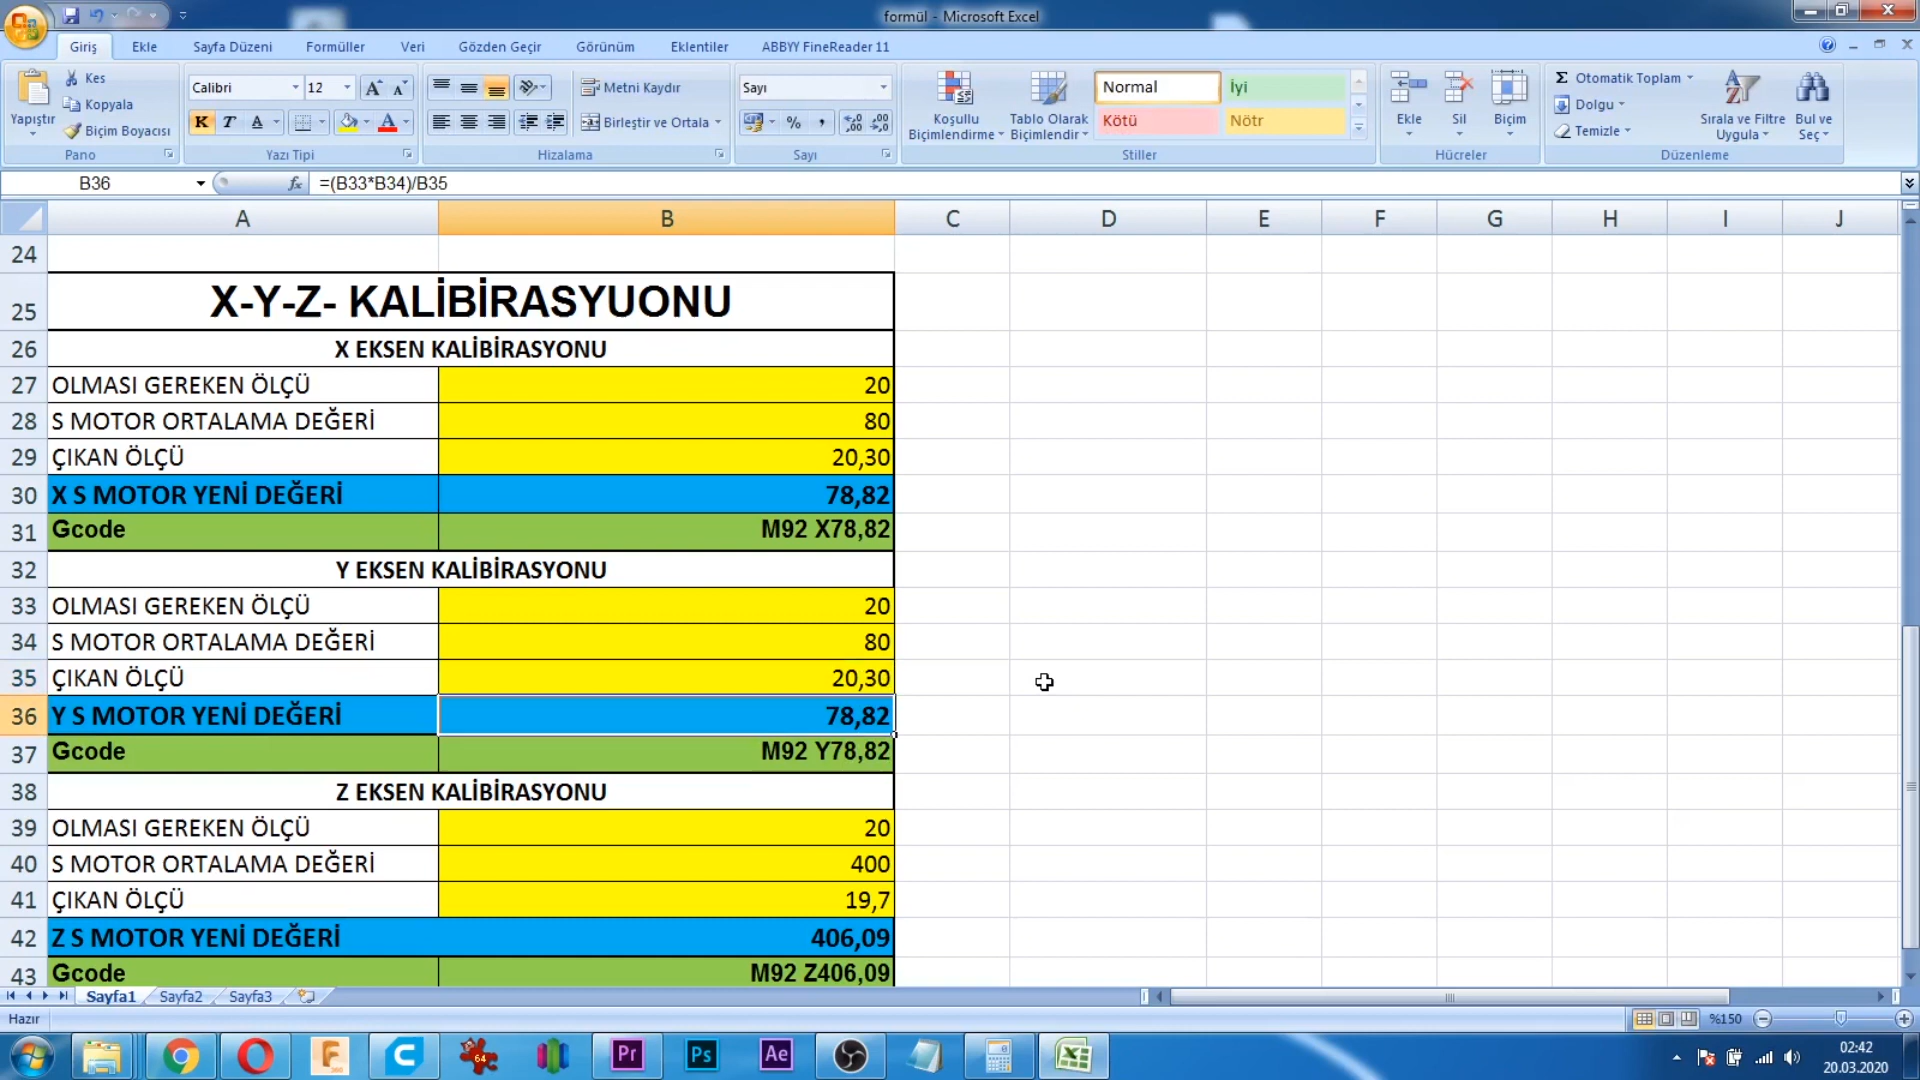 formül - Microsoft Excel
Giriş Ekle Sayfa Düzeni Formüller Veri Gözden Geçir Görünüm Eklentiler ABBYY FineReader 11
Yapıştır
Kes
Kopyala
Biçim Boyacısı
Pano
Calibri 12
K T A
Yazı Tipi
Metni Kaydır
Birleştir ve Ortala
Hizalama
Sayı
% ,
Sayı
Koşullu Biçimlendirme
Tablo Olarak Biçimlendir
Normal İyi
Kötü Nötr
Stiller
Ekle Sil Biçim
Hücreler
Σ Otomatik Toplam
Dolgu
Temizle
Sırala ve Filtre Uygula
Bul ve Seç
Düzenleme
B36 fx =(B33*B34)/B35
A B C D E F G H I J
24
25 X-Y-Z- KALİBİRASYUONU
26 X EKSEN KALİBİRASYONU
27 OLMASI GEREKEN ÖLÇÜ 20
28 S MOTOR ORTALAMA DEĞERİ 80
29 ÇIKAN ÖLÇÜ 20,30
30 X S MOTOR YENİ DEĞERİ 78,82
31 Gcode M92 X78,82
32 Y EKSEN KALİBİRASYONU
33 OLMASI GEREKEN ÖLÇÜ 20
34 S MOTOR ORTALAMA DEĞERİ 80
35 ÇIKAN ÖLÇÜ 20,30
36 Y S MOTOR YENİ DEĞERİ 78,82
37 Gcode M92 Y78,82
38 Z EKSEN KALİBİRASYONU
39 OLMASI GEREKEN ÖLÇÜ 20
40 S MOTOR ORTALAMA DEĞERİ 400
41 ÇIKAN ÖLÇÜ 19,7
42 Z S MOTOR YENİ DEĞERİ 406,09
43 Gcode M92 Z406,09
Sayfa1 Sayfa2 Sayfa3
Hazır %150
F 360 C 64 Pr Ps Ae
02:42
20.03.2020